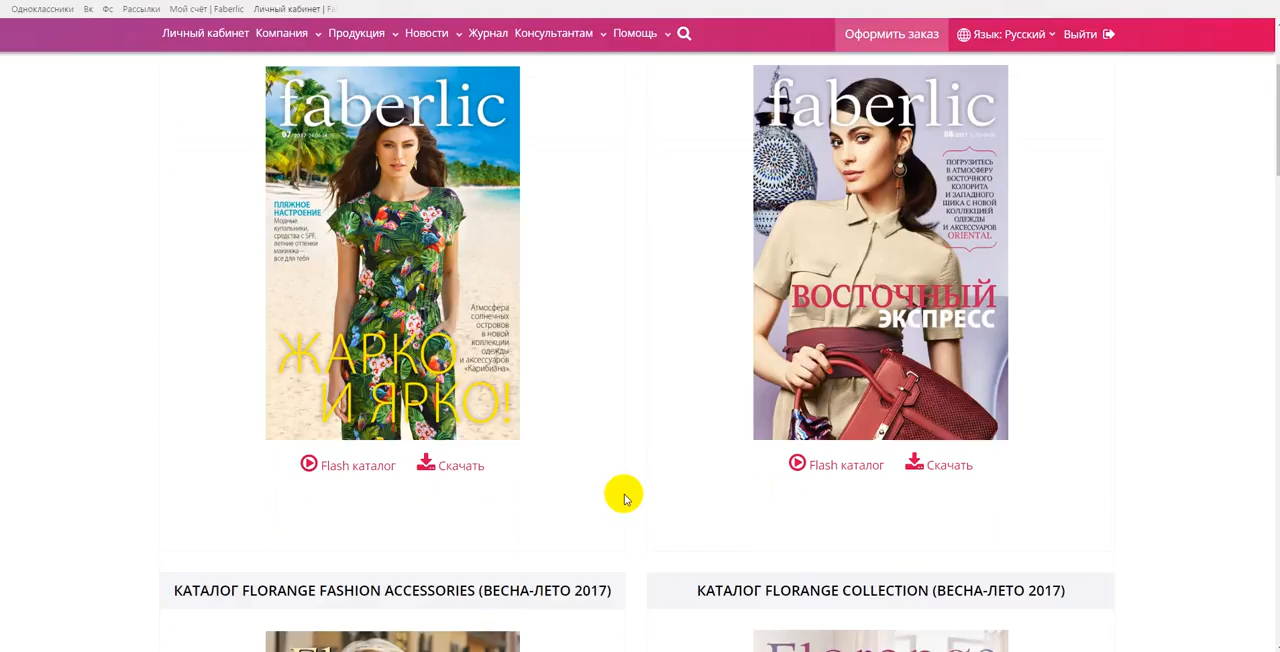 Одноклассники Вк Фс Рассылки Мой счёт | Faberlic Личный кабинет | Fa
Личный кабинет Компания Продукция Новости Журнал Консультантам Помощь Оформить заказ Язык: Русский Выйти
faberlic
07/2017
ПЛЯЖНОЕ
НАСТРОЕНИЕ
Модные
купальники,
средства с SPF,
летние оттенки
макияжа –
все для тебя
Атмосфера
солнечных
островов
в новой
коллекции
одежды
и аксессуаров
«Карибиана»
ЖАРКО
И ЯРКО!
Flash каталог Скачать
faberlic
08/2017
ПОГРУЗИТЕСЬ
В АТМОСФЕРУ
ВОСТОЧНОГО
КОЛОРИТА
И ЗАПАДНОГО
ШИКА С НОВОЙ
КОЛЛЕКЦИЕЙ
ОДЕЖДЫ
И АКСЕССУАРОВ
ORIENTAL
ВОСТОЧНЫЙ
ЭКСПРЕСС
Flash каталог Скачать
КАТАЛОГ FLORANGE FASHION ACCESSORIES (ВЕСНА-ЛЕТО 2017)
КАТАЛОГ FLORANGE COLLECTION (ВЕСНА-ЛЕТО 2017)